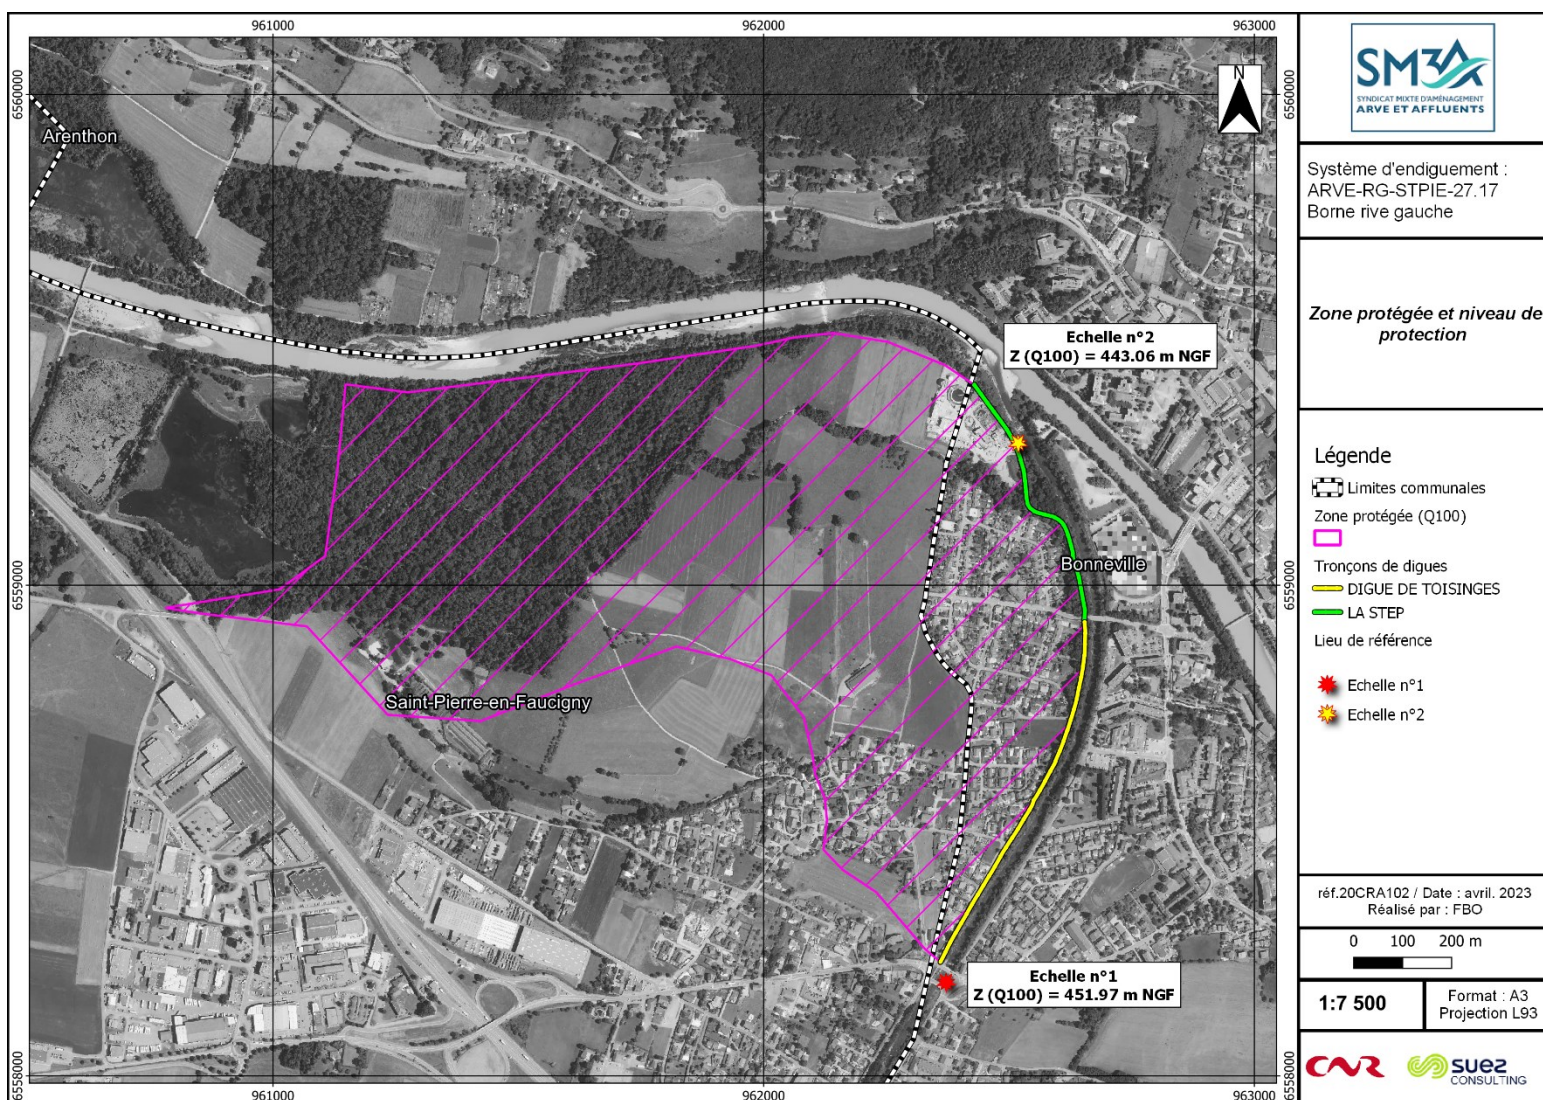 961000
962000
963000
6560000
6560000
N
Arenthon
Echelle n°2
Z (Q100) = 443.06 m NGF
6559000
6559000
Bonneville
Saint-Pierre-en-Faucigny
Echelle n°1
Z (Q100) = 451.97 m NGF
6558000
6558000
961000
962000
963000
SM3A
SYNDICAT MIXTE D'AMÉNAGEMENT
ARVE ET AFFLUENTS
Système d'endiguement :
ARVE-RG-STPIE-27.17
Borne rive gauche
Zone protégée et niveau de
protection
Légende
Limites communales
Zone protégée (Q100)
Tronçons de digues
DIGUE DE TOISINGES
LA STEP
Lieu de référence
Echelle n°1
Echelle n°2
réf.20CRA102 / Date : avril. 2023
Réalisé par : FBO
0 100 200 m
1:7 500
Format : A3
Projection L93
CNR
suez
CONSULTING